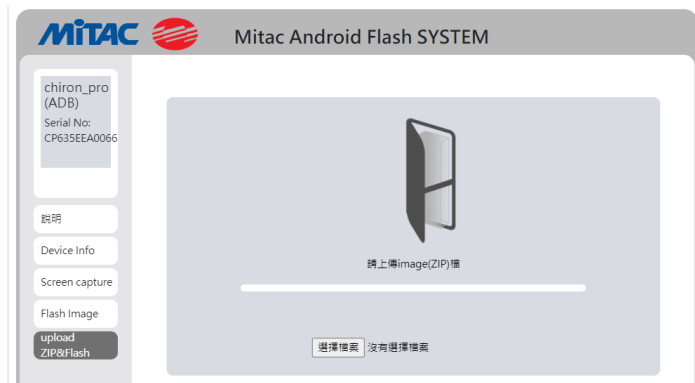 MiTAC
Mitac Android Flash SYSTEM
chiron_pro
(ADB)
Serial No:
CP635EEA0066
說明
Device Info
Screen capture
Flash Image
upload
ZIP&Flash
請上傳image(ZIP)檔
選擇檔案 沒有選擇檔案